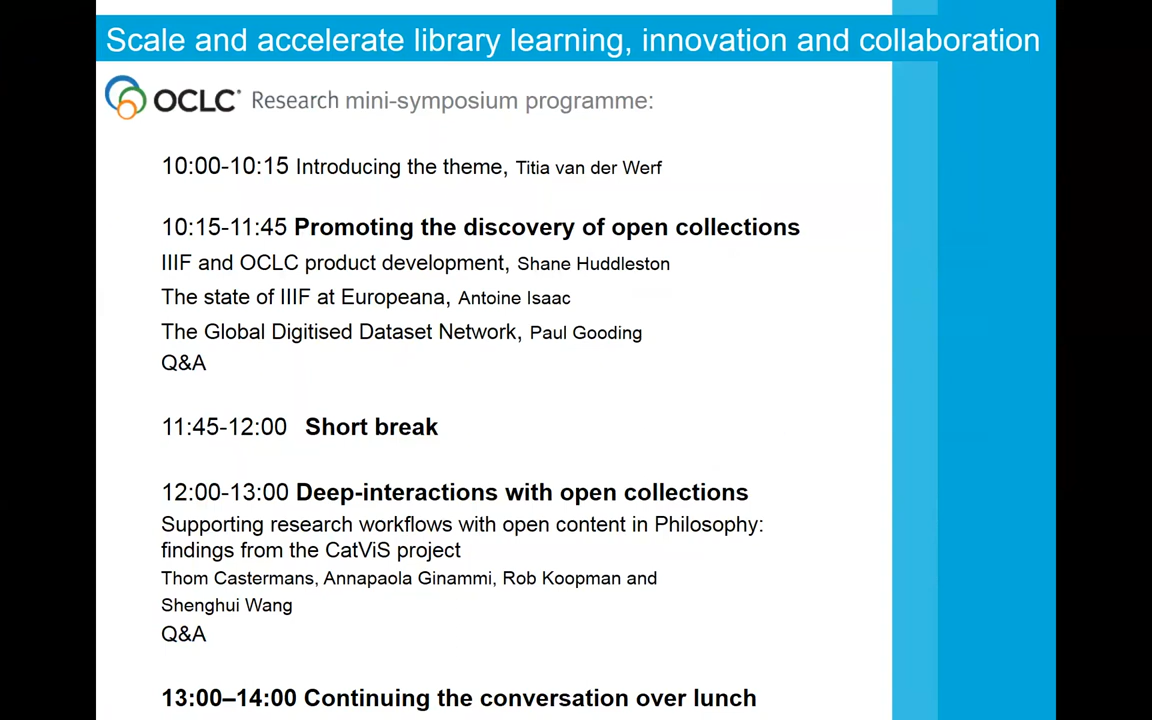 Scale and accelerate library learning, innovation and collaboration
OCLC® Research mini-symposium programme:
10:00-10:15 Introducing the theme, Titia van der Werf
10:15-11:45 Promoting the discovery of open collections
IIIF and OCLC product development, Shane Huddleston
The state of IIIF at Europeana, Antoine Isaac
The Global Digitised Dataset Network, Paul Gooding
Q&A
11:45-12:00 Short break
12:00-13:00 Deep-interactions with open collections
Supporting research workflows with open content in Philosophy:
findings from the CatViS project
Thom Castermans, Annapaola Ginammi, Rob Koopman and
Shenghui Wang
Q&A
13:00–14:00 Continuing the conversation over lunch